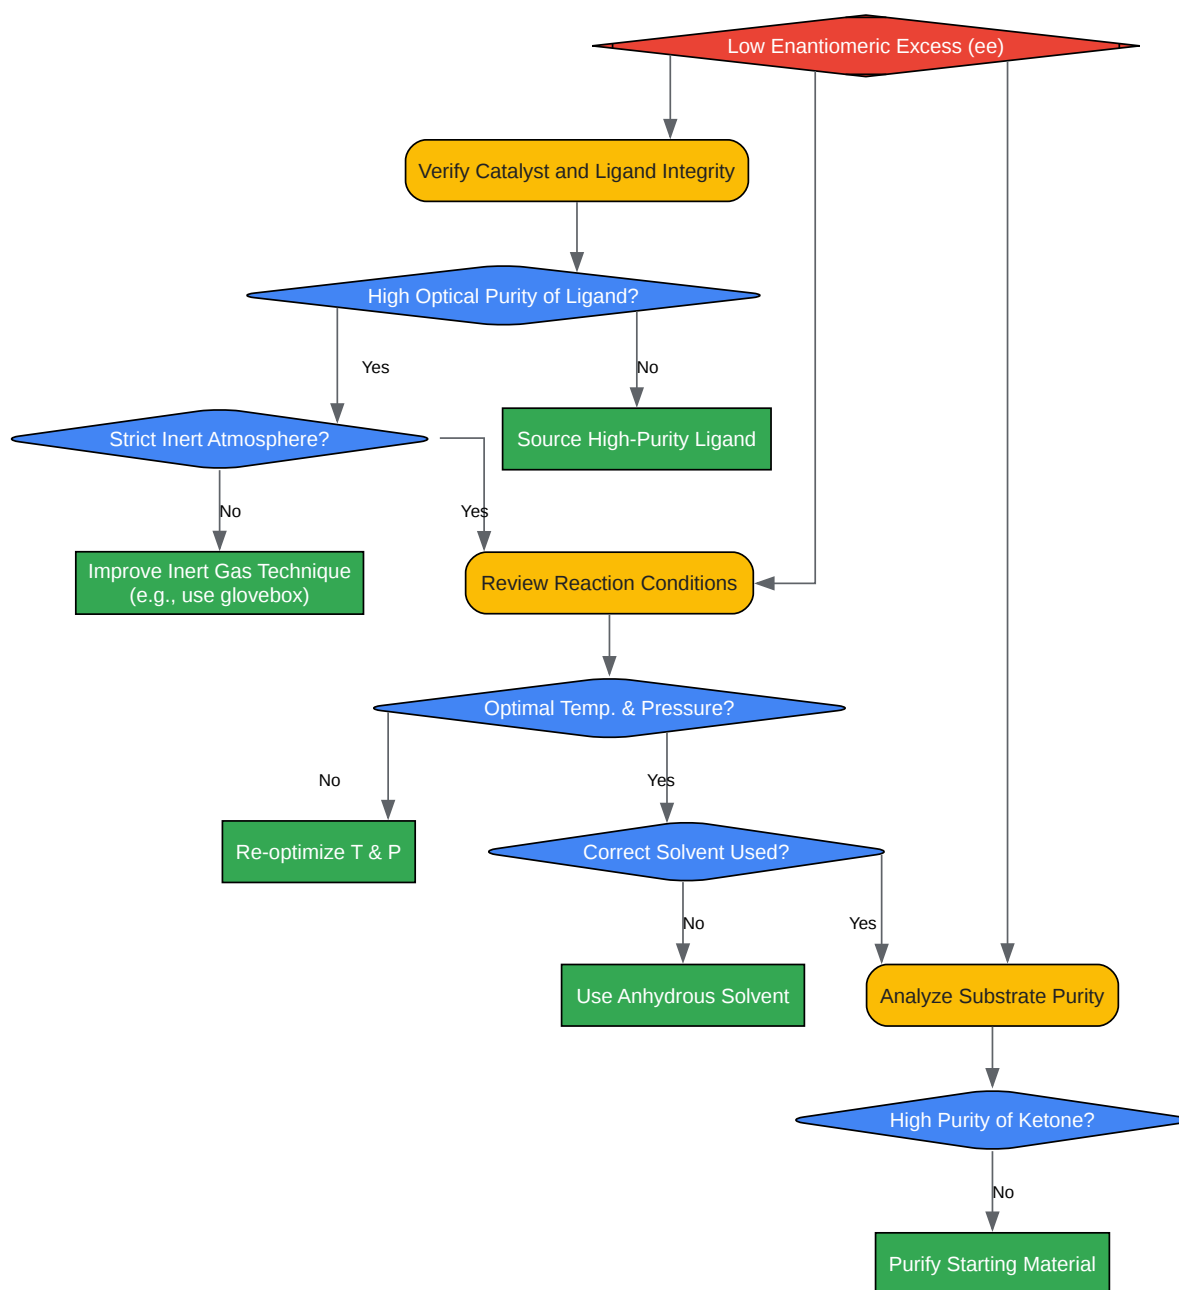 Low Enantiomeric Excess (ee)
Verify Catalyst and Ligand Integrity
High Optical Purity of Ligand?
Yes
No
Strict Inert Atmosphere?
Source High-Purity Ligand
No
Yes
Improve Inert Gas Technique
(e.g., use glovebox)
Review Reaction Conditions
Optimal Temp. & Pressure?
No
Yes
Re-optimize T & P
Correct Solvent Used?
No
Yes
Use Anhydrous Solvent
Analyze Substrate Purity
High Purity of Ketone?
No
Purify Starting Material